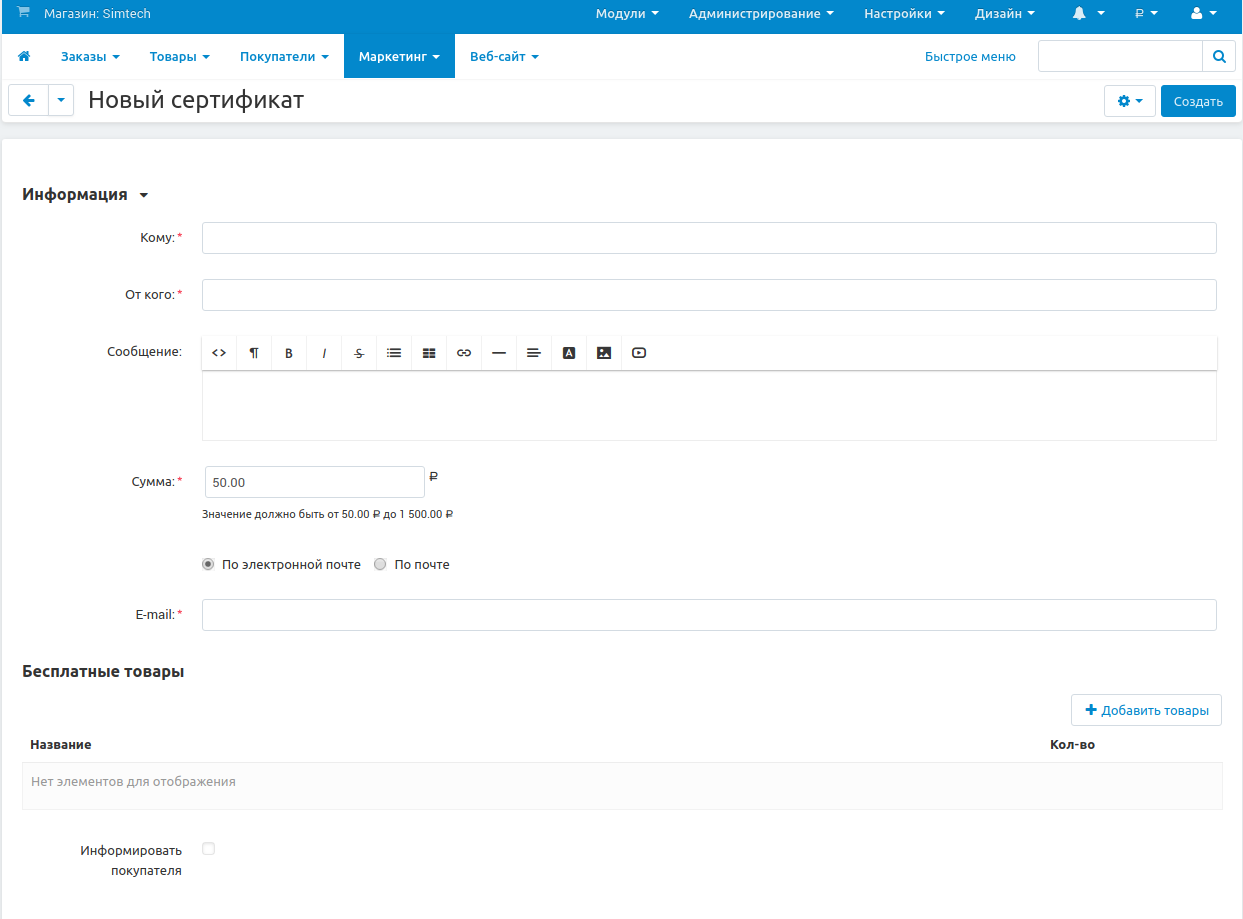 Магазин: Simtech Модули Администрирование Настройки Дизайн ₽
Заказы Товары Покупатели Маркетинг Веб-сайт Быстрое меню
Новый сертификат Создать
Информация
Кому:*
От кого:*
Сообщение: <> ¶ B I S A
Сумма:* 50.00 ₽
Значение должно быть от 50.00 ₽ до 1 500.00 ₽
По электронной почте По почте
E-mail:*
Бесплатные товары
Добавить товары
Название Кол-во
Нет элементов для отображения
Информировать
покупателя